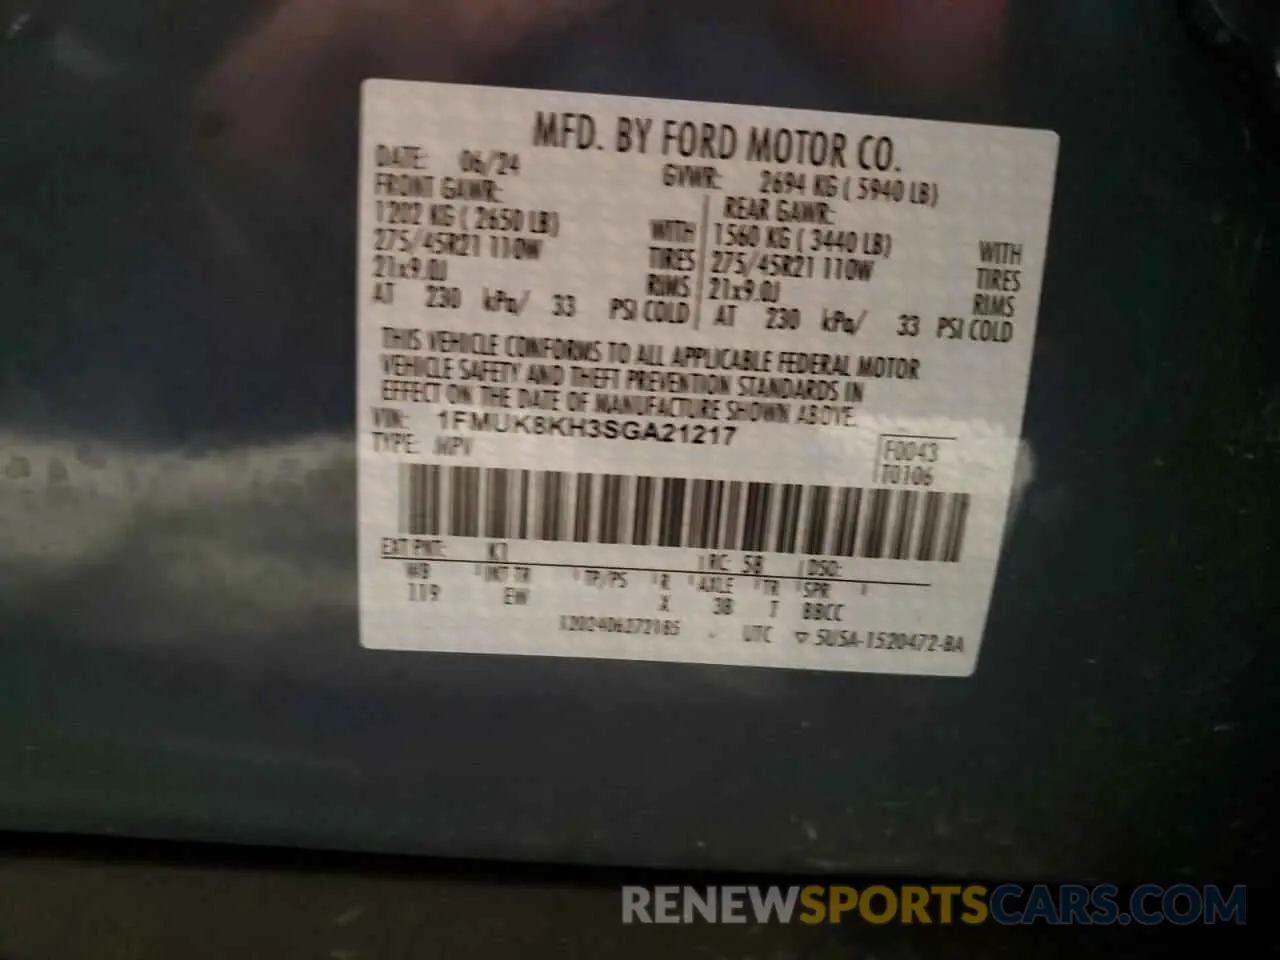 MFD. BY FORD MOTOR CO.
DATE: 06/24 GVWR: 2694 KG ( 5940 LB)
FRONT GAWR: REAR GAWR:
1202 KG ( 2650 LB) WITH 1560 KG ( 3440 LB) WITH
275/45R21 110W TIRES 275/45R21 110W TIRES
21x9.0J RIMS 21x9.0J RIMS
AT 230 kPa/ 33 PSI COLD AT 230 kPa/ 33 PSI COLD
THIS VEHICLE CONFORMS TO ALL APPLICABLE FEDERAL MOTOR
VEHICLE SAFETY AND THEFT PREVENTION STANDARDS IN
EFFECT ON THE DATE OF MANUFACTURE SHOWN ABOVE.
VIN: 1FMUK8KH3SGA21217
TYPE: MPV F0043
T0106
EXT PNT: K1 RC: 58 DSO:
WB INT TR TP/PS R AXLE TR SPR
119 EW X 3B T BBCC
1202406272185 UTC ▽ 5U5A-1520472-BA
RENEWSPORTSCARS.COM